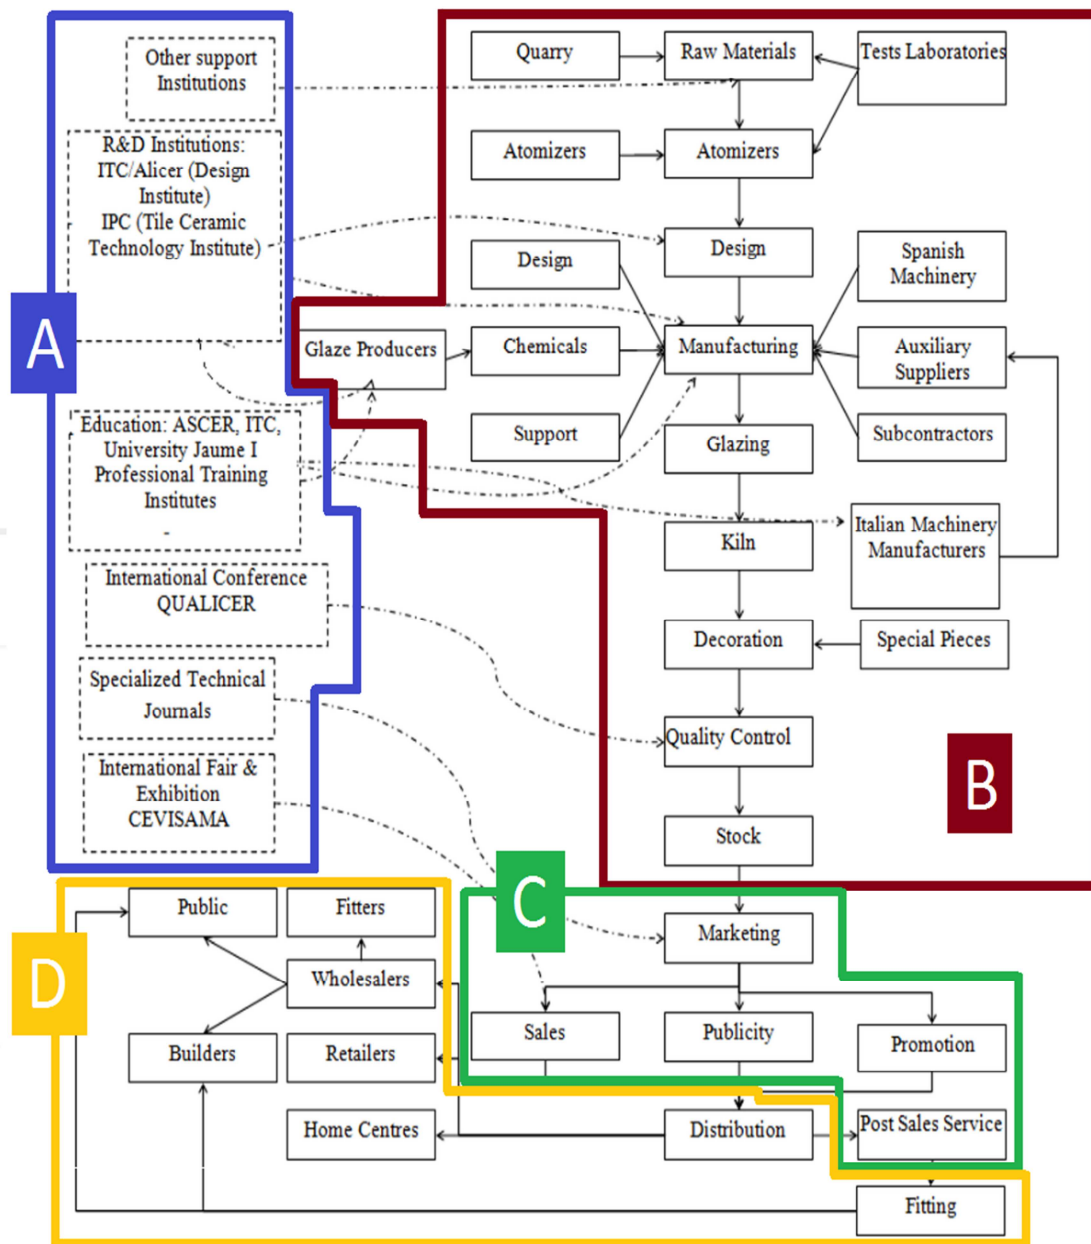 Other support
Institutions
R&D Institutions:
ITC/Alicer (Design
Institute)
IPC (Tile Ceramic
Technology Institute)
A
Education: ASCER, ITC,
University Jaume I
Professional Training
Institutes
-
International Conference
QUALICER
Specialized Technical
Journals
International Fair &
Exhibition
CEVISAMA
Quarry
Raw Materials
Tests Laboratories
Atomizers
Atomizers
Design
Design
Spanish
Machinery
Glaze Producers
Chemicals
Manufacturing
Auxiliary
Suppliers
Support
Glazing
Subcontractors
Kiln
Italian Machinery
Manufacturers
Decoration
Special Pieces
Quality Control
B
Stock
C
Marketing
Sales
Publicity
Promotion
Post Sales Service
D
Public
Fitters
Wholesalers
Builders
Retailers
Home Centres
Distribution
Fitting